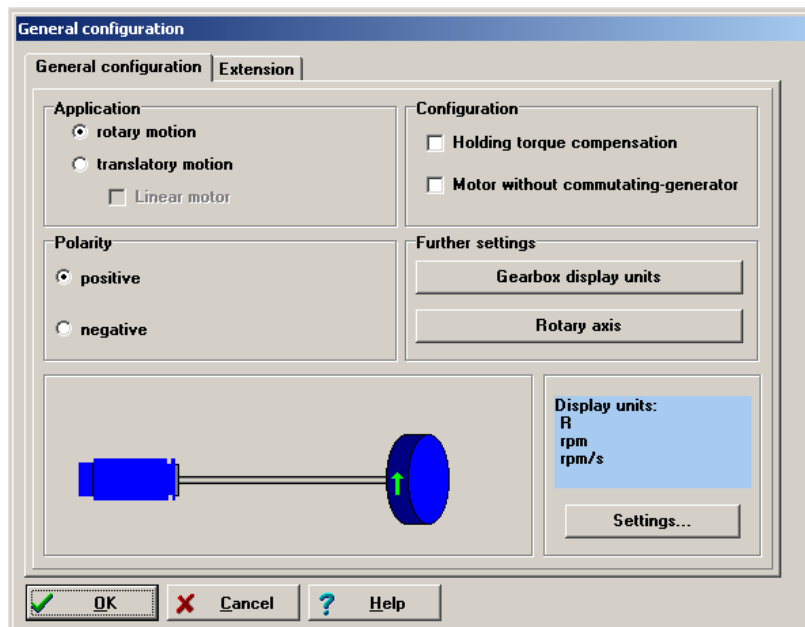 General configuration
General configuration
Extension
Application
rotary motion
translatory motion
Linear motor
Configuration
Holding torque compensation
Motor without commutating-generator
Polarity
positive
negative
Further settings
Gearbox display units
Rotary axis
Display units:
R
rpm
rpm/s
Settings...
OK
Cancel
Help